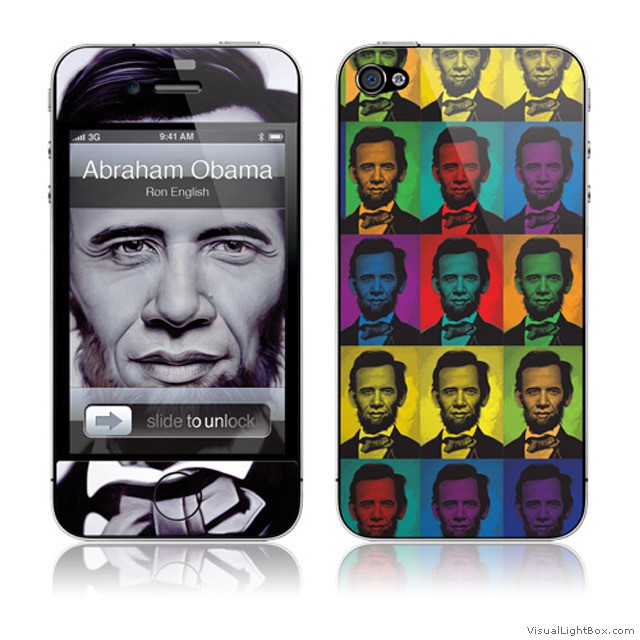 3G 9:41 AM
Abraham Obama
Ron English
slide to unlock
VisualLightBox.com